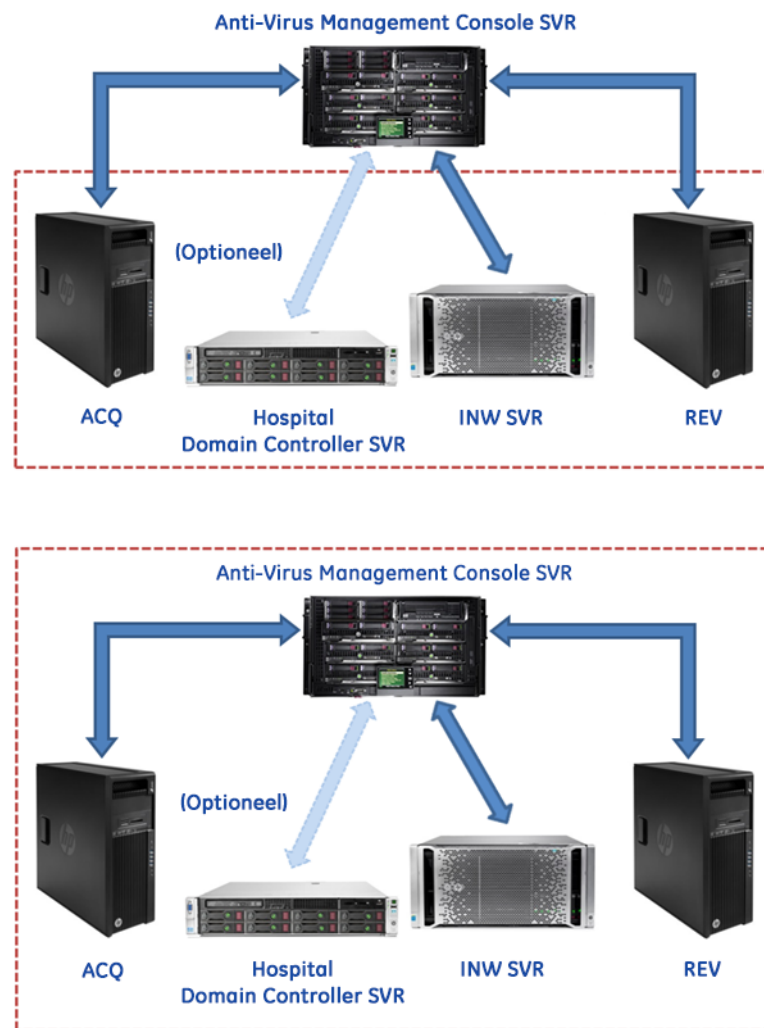 Anti-Virus Management Console SVR
(Optioneel)
ACQ
Hospital
Domain Controller SVR
INW SVR
REV
Anti-Virus Management Console SVR
(Optioneel)
ACQ
Hospital
Domain Controller SVR
INW SVR
REV